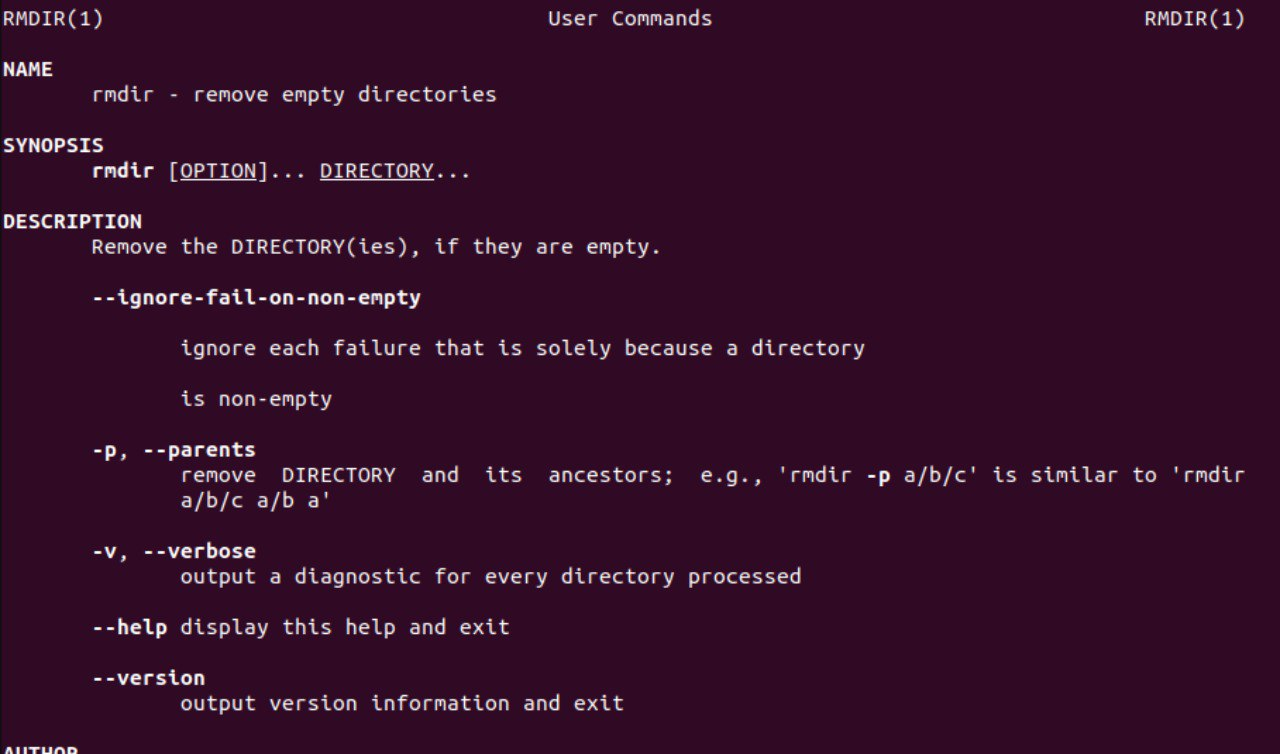 RMDIR(1) User Commands RMDIR(1)
NAME
rmdir - remove empty directories
SYNOPSIS
rmdir [OPTION]... DIRECTORY...
DESCRIPTION
Remove the DIRECTORY(ies), if they are empty.
--ignore-fail-on-non-empty
ignore each failure that is solely because a directory
is non-empty
-p, --parents
remove DIRECTORY and its ancestors; e.g., 'rmdir -p a/b/c' is similar to 'rmdir
a/b/c a/b a'
-v, --verbose
output a diagnostic for every directory processed
--help display this help and exit
--version
output version information and exit
AUTHOR